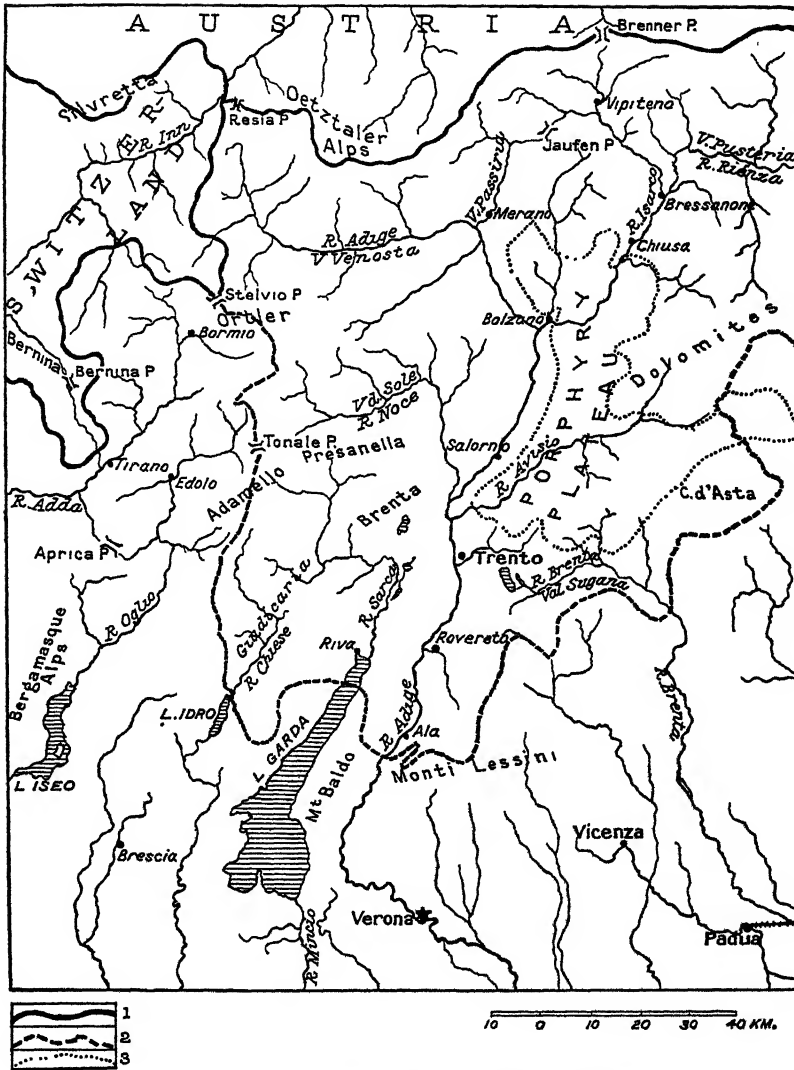 AUSTRIA
Brenner P.
Silvretta
SWITZER-
LAND
R Inn
Resia P
Oetztaler
Alps
Vipiteno
Jaufen P
V. Pusteria
R. Rienza
V. Passiria
Merano
R. Isarco
Bressanone
Chiusa
R. Adige
V Venosta
Stelvio P
Ortler
Bormio
Bolzano
Bernina
Bernina P
PORPHYRY
PLATEAU
Dolomites
V d. Sole
R Noce
Tonale P.
Presanella
Salorno
R. Avisio
Tirano
Edolo
R. Adda
Adamello
Brenta
C. d'Asta
Aprica P
Trento
R. Brenta
Val Sugana
R Oglio
Giudicaria
R Chiese
R. Sarca
Riva
Rovereto
Bergamasque
Alps
L. IDRO
L. GARDA
R. Adige
Ala
R. Brenta
L ISEO
Mt Baldo
Monti Lessini
Brescia
Vicenza
Verona
Padua
R Mincio
1
2
3
10 0 10 20 30 40 KM.